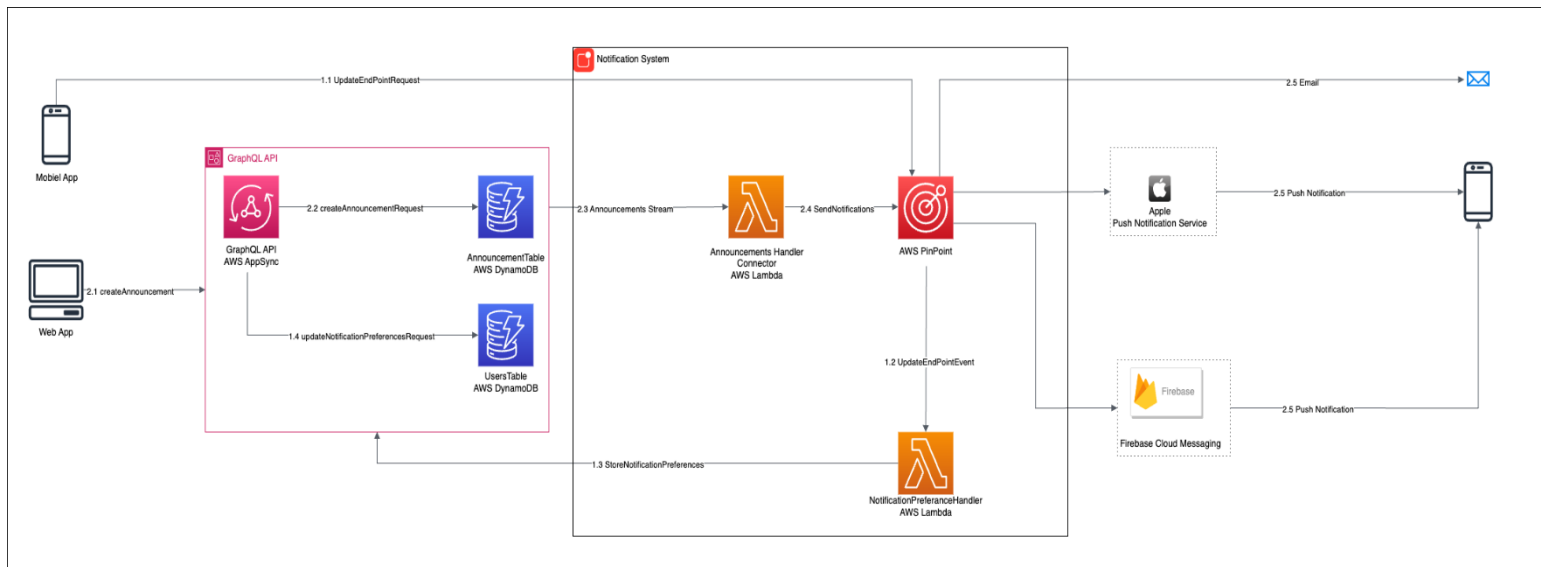 Notification System
1.1 UpdateEndPointRequest
2.5 Email
Mobiel App
GraphQL API
GraphQL API
AWS AppSync
2.2 createAnnouncementRequest
AnnouncementTable
AWS DynamoDB
2.3 Announcements Stream
Announcements Handler
Connector
AWS Lambda
2.4 SendNotifications
AWS PinPoint
Apple
Push Notification Service
2.5 Push Notification
2.1 createAnnouncement
Web App
1.4 updateNotificationPreferencesRequest
UsersTable
AWS DynamoDB
1.2 UpdateEndPointEvent
Firebase
Firebase Cloud Messaging
2.5 Push Notification
1.3 StoreNotificationPreferences
NotificationPreferanceHandler
AWS Lambda